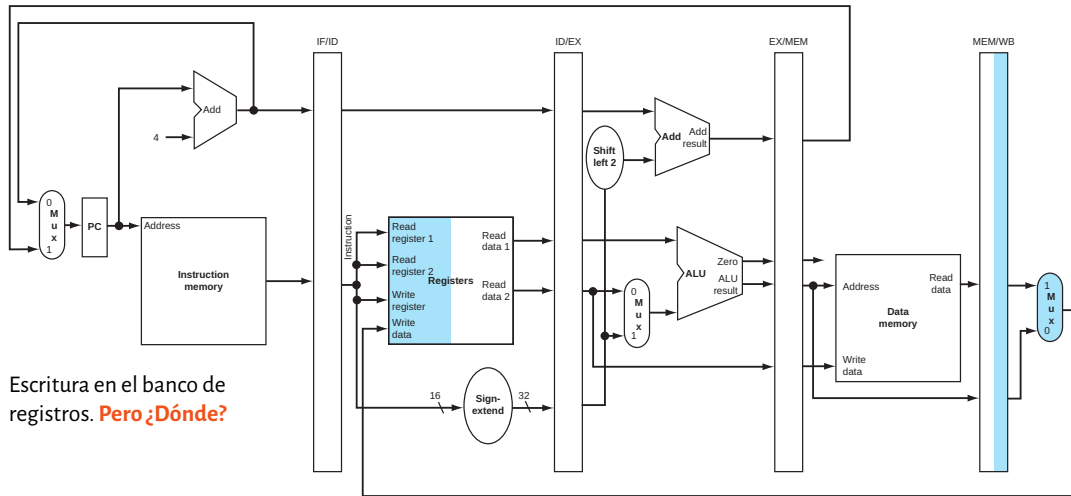 IF/ID
ID/EX
EX/MEM
MEM/WB
Add
4
Shift
left 2
Add
Add
result
0
M
u
x
1
PC
Address
Instruction
memory
Instruction
Read
register 1
Read
register 2
Write
register
Write
data
Registers
Read
data 1
Read
data 2
0
M
u
x
1
ALU
Zero
ALU
result
Address
Data
memory
Read
data
Write
data
1
M
u
x
0
16
Sign-
extend
32
Escritura en el banco de
registros. Pero ¿Dónde?